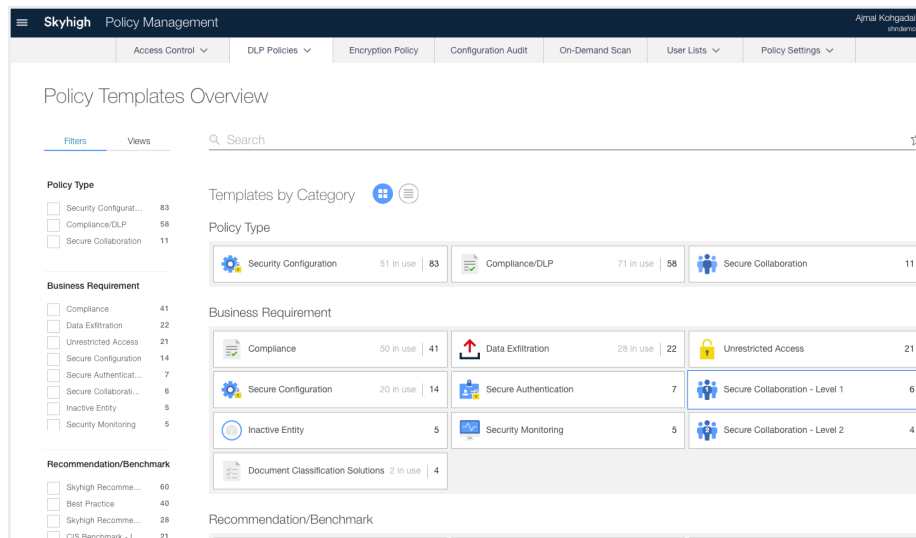 Skyhigh Policy Management
Ajmal Kohgadai
shndemo
Access Control
DLP Policies
Encryption Policy
Configuration Audit
On-Demand Scan
User Lists
Policy Settings
Policy Templates Overview
Filters Views
Search
Policy Type
Security Configurat... 83
Compliance/DLP 58
Secure Collaboration 11
Business Requirement
Compliance 41
Data Exfiltration 22
Unrestricted Access 21
Secure Configuration 14
Secure Authenticat... 7
Secure Collaborati... 6
Inactive Entity 5
Security Monitoring 5
Recommendation/Benchmark
Skyhigh Recomme... 60
Best Practice 40
Skyhigh Recomme... 28
CIS Benchmark - L... 21
Templates by Category
Policy Type
Security Configuration 51 in use 83
Compliance/DLP 71 in use 58
Secure Collaboration 11
Business Requirement
Compliance 50 in use 41
Data Exfiltration 28 in use 22
Unrestricted Access 21
Secure Configuration 20 in use 14
Secure Authentication 7
1
Secure Collaboration - Level 1 6
Inactive Entity 5
Security Monitoring 5
2
Secure Collaboration - Level 2 4
Document Classification Solutions 2 in use 4
Recommendation/Benchmark